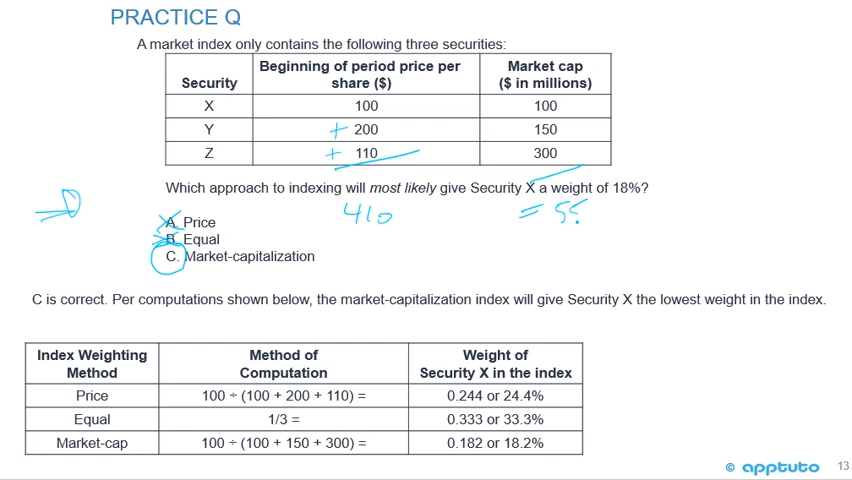 PRACTICE Q
A market index only contains the following three securities:
Security | Beginning of period price per share ($) | Market cap ($ in millions)
X | 100 | 100
Y | + 200 | 150
Z | + 110 | 300
Which approach to indexing will most likely give Security X a weight of 18%?
410 =
A. Price
B. Equal
C. Market-capitalization
C is correct. Per computations shown below, the market-capitalization index will give Security X the lowest weight in the index.
Index Weighting Method | Method of Computation | Weight of Security X in the index
Price | 100 ÷ (100 + 200 + 110) = | 0.244 or 24.4%
Equal | 1/3 = | 0.333 or 33.3%
Market-cap | 100 ÷ (100 + 150 + 300) = | 0.182 or 18.2%
© apptuto 13